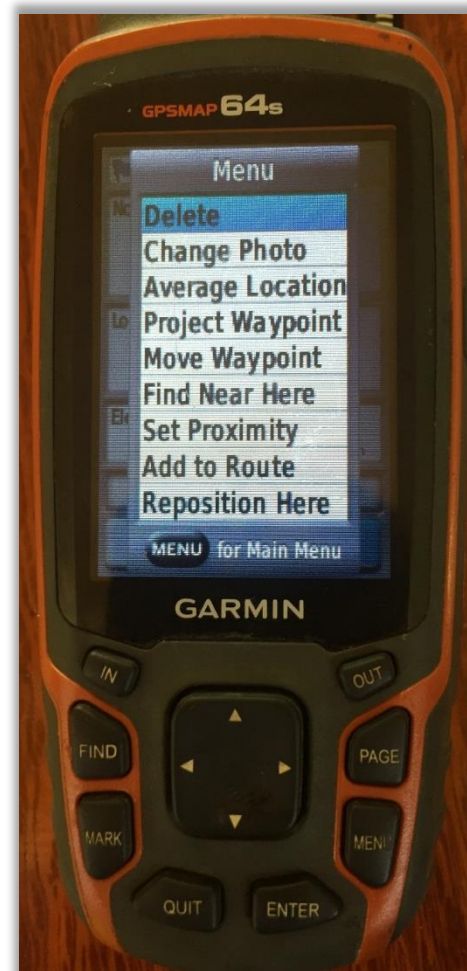 GPSMAP 64s
Menu
Delete
Change Photo
Average Location
Project Waypoint
Move Waypoint
Find Near Here
Set Proximity
Add to Route
Reposition Here
MENU for Main Menu
GARMIN
IN
OUT
FIND
PAGE
MARK
MENU
QUIT
ENTER